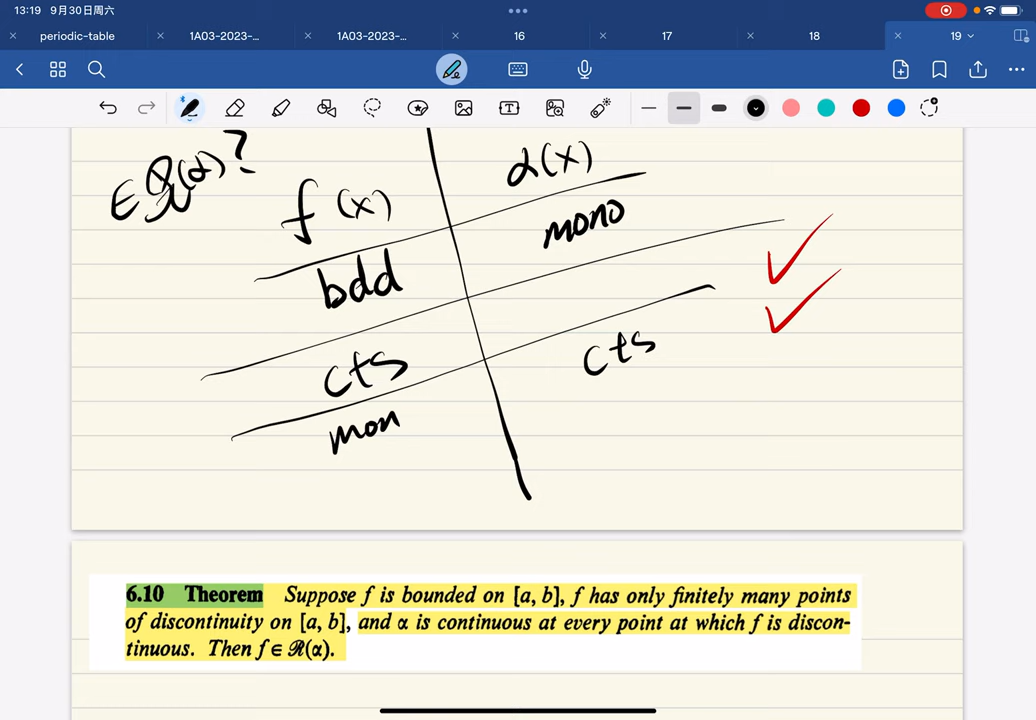 13:19 9月30日周六
periodic-table 1A03-2023-... 1A03-2023-... 16 17 18 19
∈ℛ(α)?
f(x) α(x)
bdd mono
cts
mon cts
6.10 Theorem Suppose f is bounded on [a, b], f has only finitely many points
of discontinuity on [a, b], and α is continuous at every point at which f is discon-
tinuous. Then f ∈ ℛ(α).